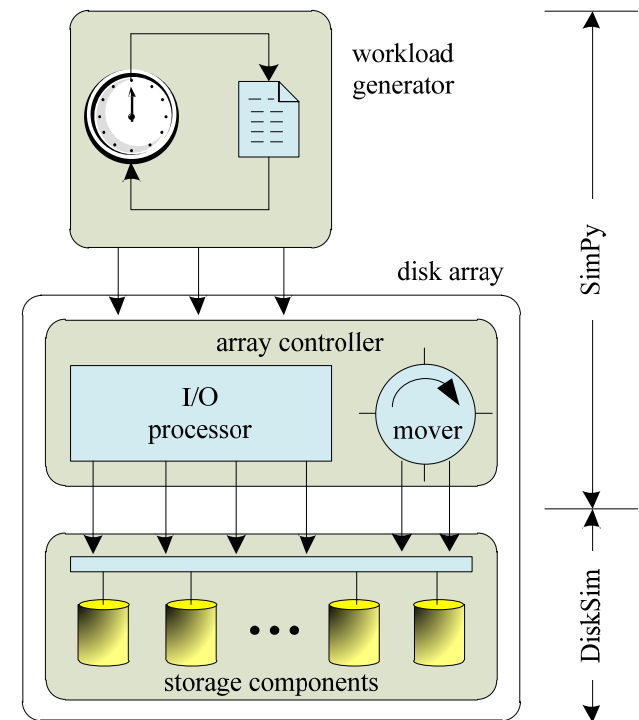 workload
generator
disk array
array controller
I/O
processor
mover
storage components
SimPy
DiskSim